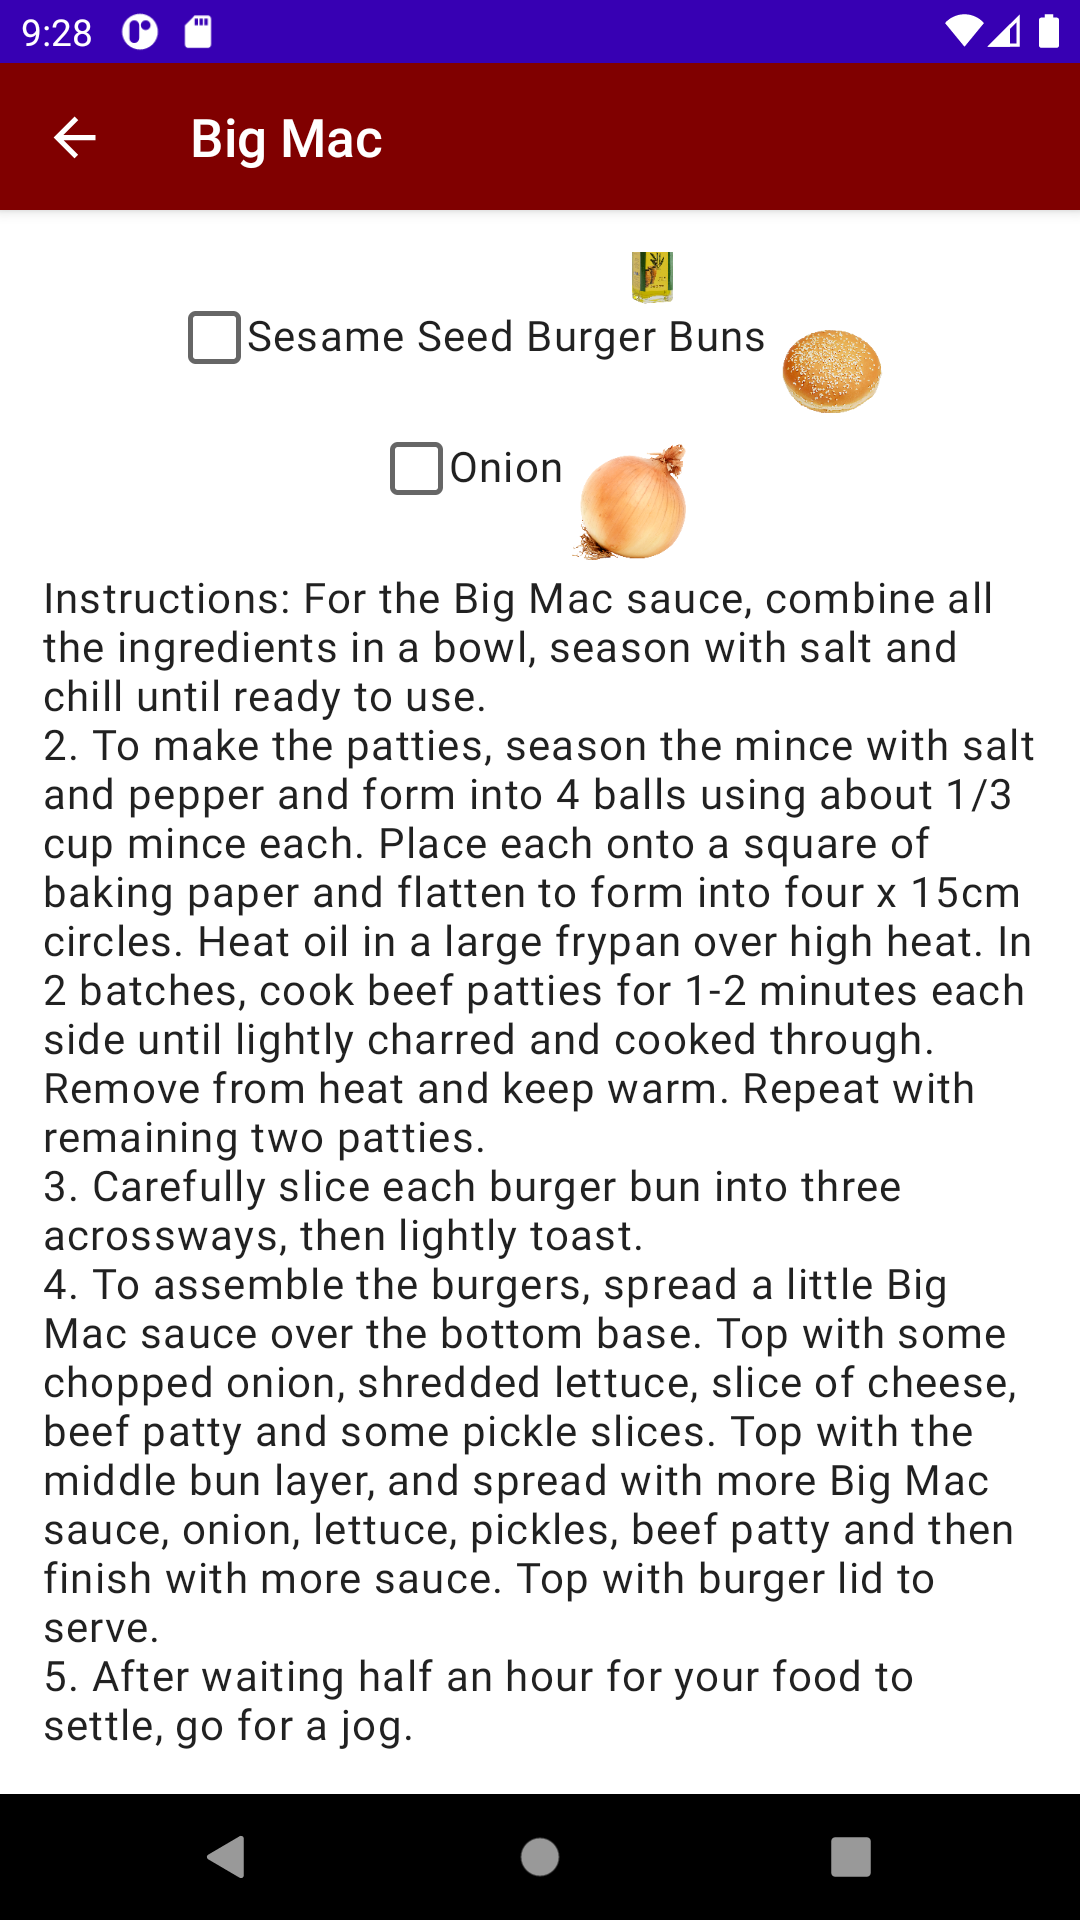 9:28
Big Mac
Sesame Seed Burger Buns
Onion
Instructions: For the Big Mac sauce, combine all
the ingredients in a bowl, season with salt and
chill until ready to use.
2. To make the patties, season the mince with salt
and pepper and form into 4 balls using about 1/3
cup mince each. Place each onto a square of
baking paper and flatten to form into four x 15cm
circles. Heat oil in a large frypan over high heat. In
2 batches, cook beef patties for 1-2 minutes each
side until lightly charred and cooked through.
Remove from heat and keep warm. Repeat with
remaining two patties.
3. Carefully slice each burger bun into three
acrossways, then lightly toast.
4. To assemble the burgers, spread a little Big
Mac sauce over the bottom base. Top with some
chopped onion, shredded lettuce, slice of cheese,
beef patty and some pickle slices. Top with the
middle bun layer, and spread with more Big Mac
sauce, onion, lettuce, pickles, beef patty and then
finish with more sauce. Top with burger lid to
serve.
5. After waiting half an hour for your food to
settle, go for a jog.